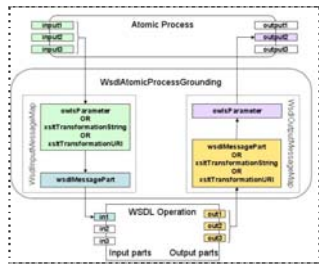 Atomic Process
input1
input2
input3
output1
output2
output3
WsdlAtomicProcessGrounding
WsdlInputMessageMap
owlsParameter
OR
xsltTransformationString
OR
xsltTransformationURI
wsdlMessagePart
owlsParameter
wsdlMessagePart
OR
xsltTransformationString
OR
xsltTransformationURI
WsdlOutputMessageMap
WSDL Operation
in1
in2
in3
out1
out2
out3
Input parts
Output parts